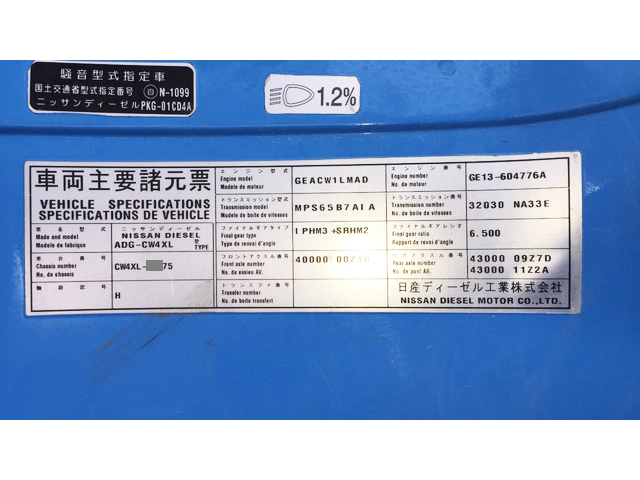 騒音型式指定車
国土交通省型式指定番号 自 N-1099
ニッサンディーゼル PKG-01CD4A
1.2%
車両主要諸元票
VEHICLE SPECIFICATIONS
SPECIFICATIONS DE VEHICLE
車名型式
Made and model
Modele de fabrique
ニッサンディーゼル
NISSAN DIESEL
ADG-CW4XL 型 TYPE
車台番号
Chassis number
No. de chassis
CW4XL- 75
軸距記号
H
エンジン型式
Engine model
Modele de moteur
GEACW1LMAD
トランスミッション型式
Transmission model
Modele de boite de vitesses
MPS65B7AIA
ファイナルギアタイプ
Final gear type
Type de renvoi d'angle
I PHM3 +SRHM2
フロントアクスル番号
Front axle number
No. de essieu AV.
40000 00Z1D
トランスファ番号
Transfer number
No. de boite transfert
エンジン番号
Engine number
No. de moteur
GE13-604776A
トランスミッション番号
Transmission number
No. de boite de vitesses
32030 NA33E
ファイナルギアレシオ
Final gear ratio
Rapport de renvoi d'angle
6.500
リヤアクスル番号
Rear axle number
No. de pont AR.
43000 09Z7D
43000 11Z2A
日産ディーゼル工業株式会社
NISSAN DIESEL MOTOR CO.,LTD.